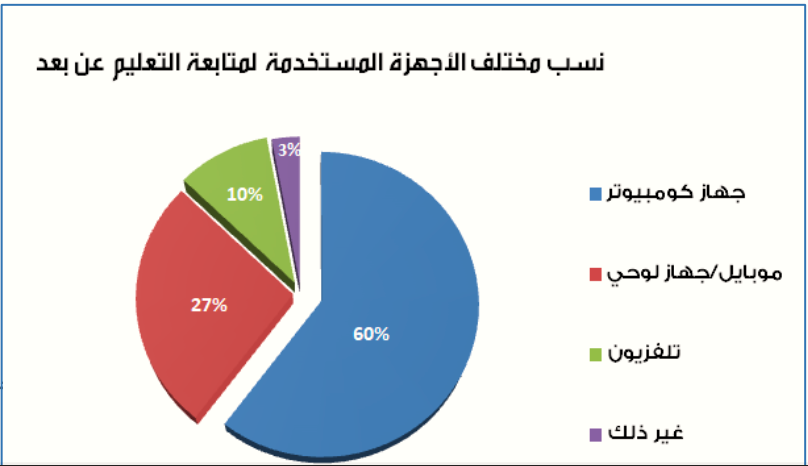 نسب مختلف الأجهزة المستخدمة لمتابعة التعليم عن بعد
3%
10%
27%
60%
جهاز كومبيوتر
موبايل/جهاز لوحي
تلفزيون
غير ذلك